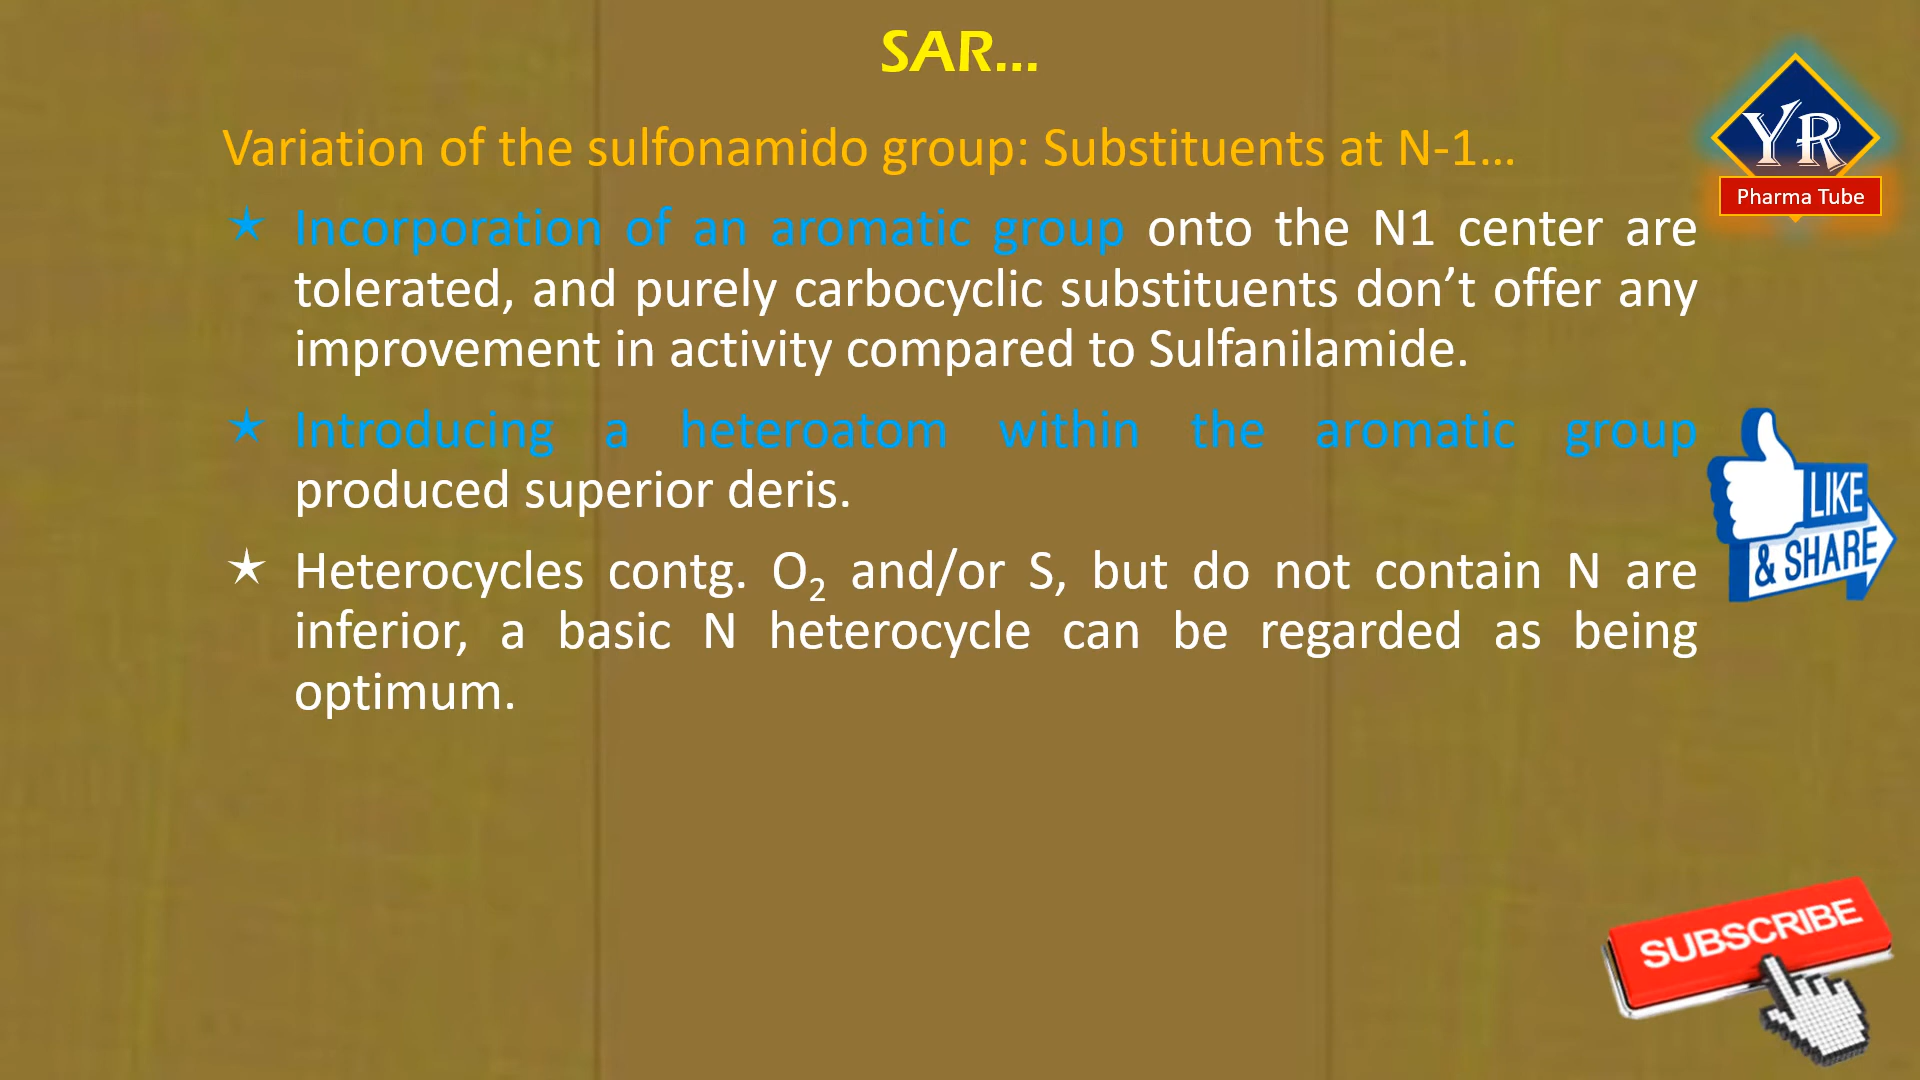 SAR...
Variation of the sulfonamido group: Substituents at N-1...
★ Incorporation of an aromatic group onto the N1 center are
tolerated, and purely carbocyclic substituents don’t offer any
improvement in activity compared to Sulfanilamide.
★ Introducing a heteroatom within the aromatic group
produced superior deris.
★ Heterocycles contg. O₂ and/or S, but do not contain N are
inferior, a basic N heterocycle can be regarded as being
optimum.
YR
Pharma Tube
LIKE
& SHARE
SUBSCRIBE